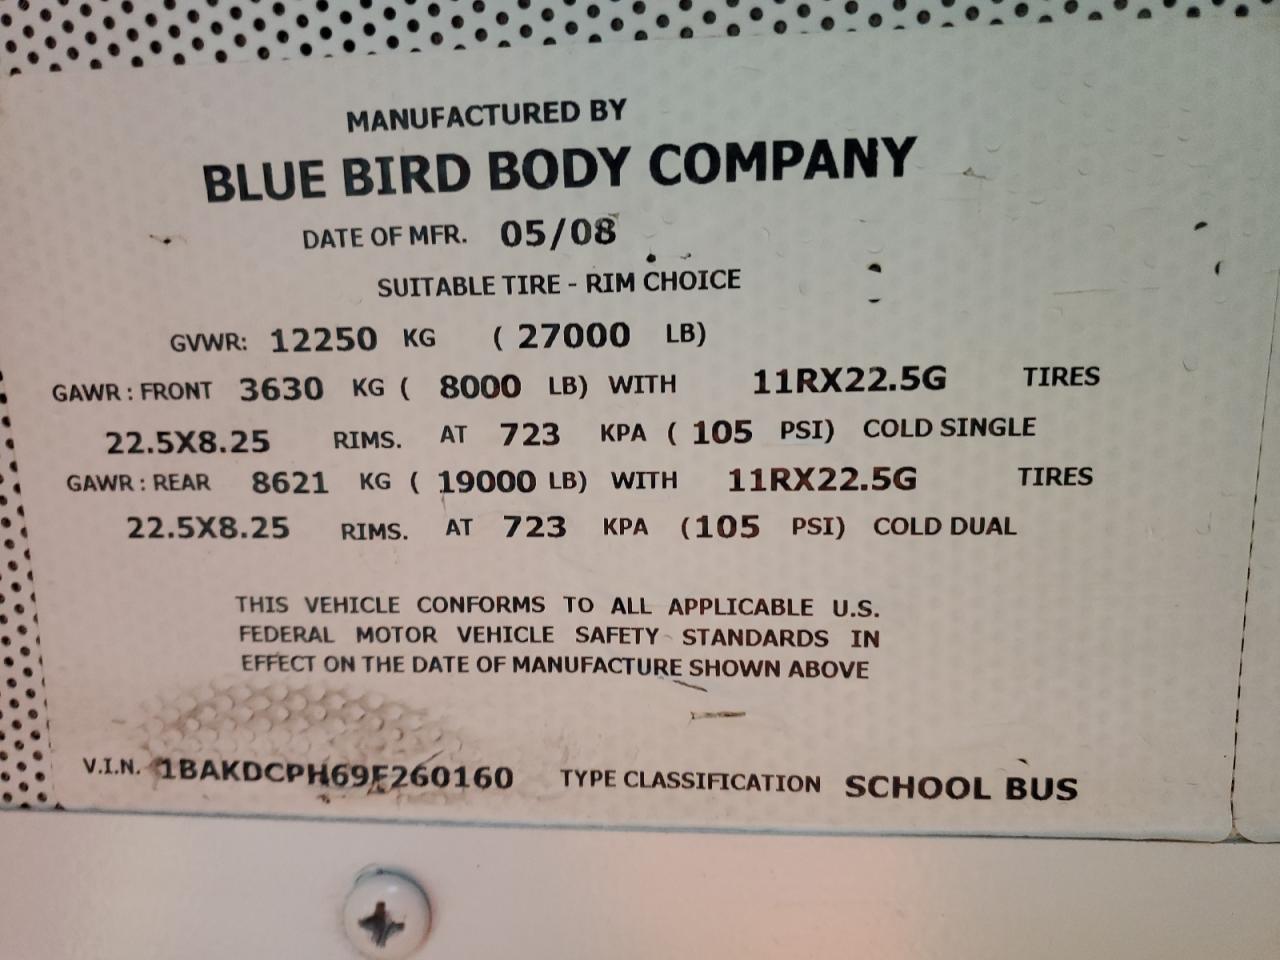 MANUFACTURED BY
BLUE BIRD BODY COMPANY
DATE OF MFR. 05/08
SUITABLE TIRE - RIM CHOICE
GVWR: 12250 KG ( 27000 LB)
GAWR : FRONT 3630 KG ( 8000 LB) WITH 11RX22.5G TIRES
22.5X8.25 RIMS. AT 723 KPA ( 105 PSI) COLD SINGLE
GAWR : REAR 8621 KG ( 19000 LB) WITH 11RX22.5G TIRES
22.5X8.25 RIMS. AT 723 KPA (105 PSI) COLD DUAL
THIS VEHICLE CONFORMS TO ALL APPLICABLE U.S.
FEDERAL MOTOR VEHICLE SAFETY STANDARDS IN
EFFECT ON THE DATE OF MANUFACTURE SHOWN ABOVE
V.I.N. 1BAKDCPH69F260160 TYPE CLASSIFICATION SCHOOL BUS